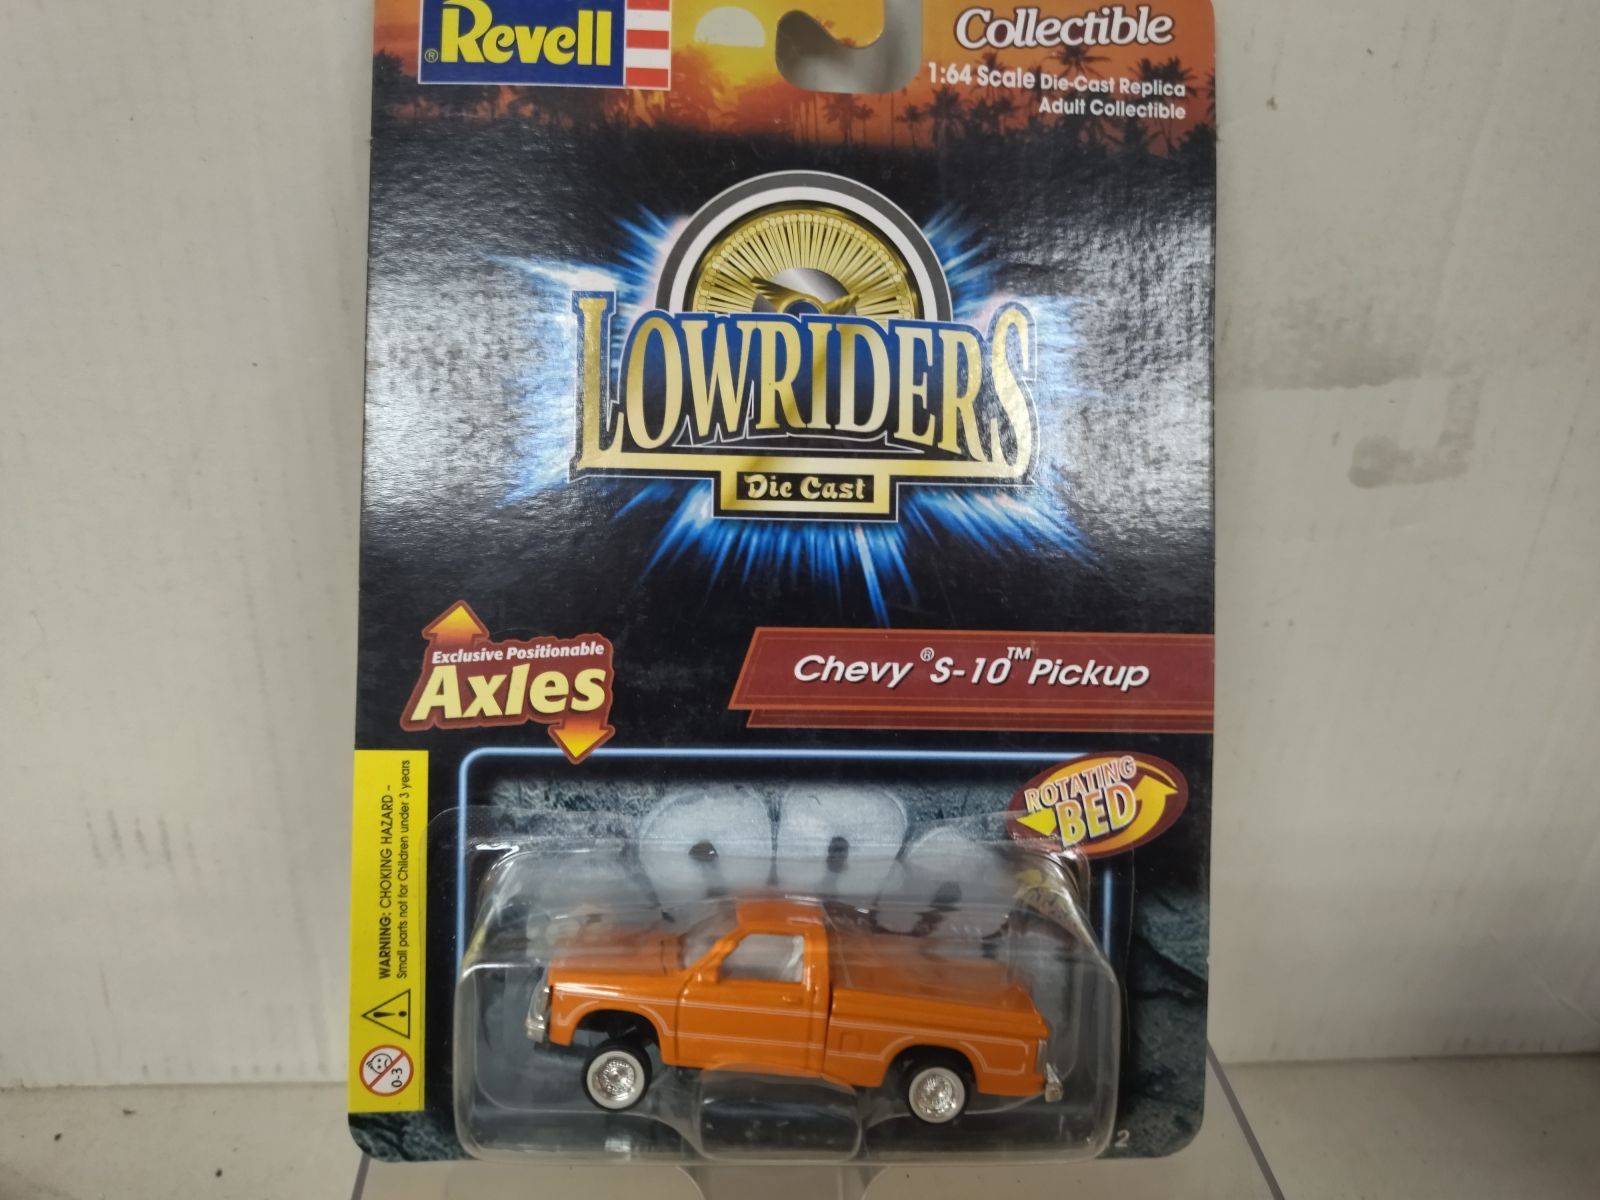 ® Revell
Collectible
1:64 Scale Die-Cast Replica
Adult Collectible
LOWRIDERS
Die Cast
Exclusive Positionable
Axles
Chevy® S-10™ Pickup
ROTATING
BED
WARNING: CHOKING HAZARD –
Small parts not for Children under 3 years
0-3
2